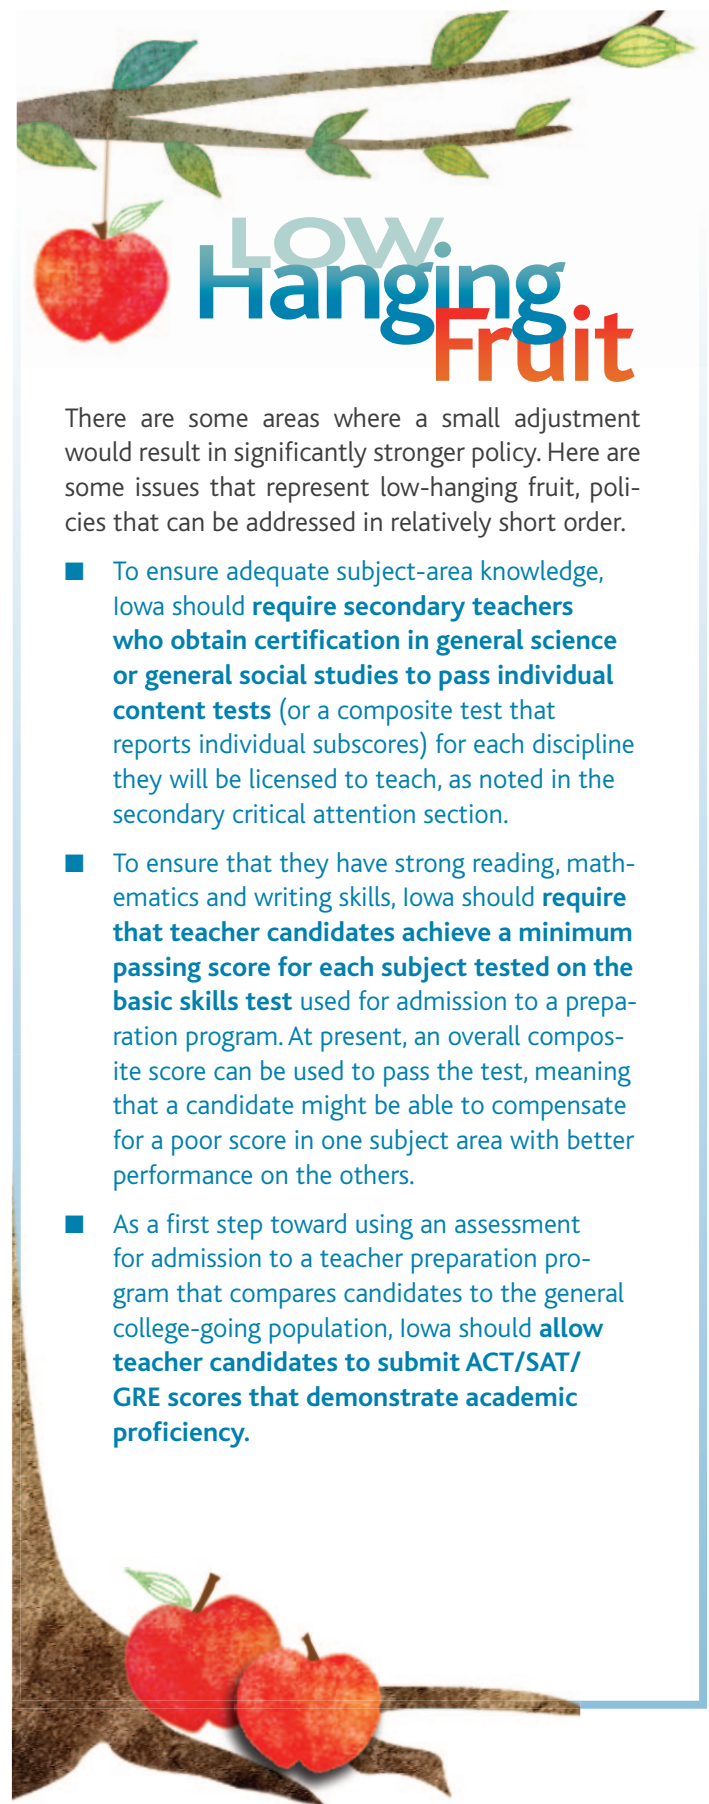 LOW
Hanging
Fruit
There are some areas where a small adjustment
would result in significantly stronger policy. Here are
some issues that represent low-hanging fruit, poli-
cies that can be addressed in relatively short order.
■ To ensure adequate subject-area knowledge,
Iowa should require secondary teachers
who obtain certification in general science
or general social studies to pass individual
content tests (or a composite test that
reports individual subscores) for each discipline
they will be licensed to teach, as noted in the
secondary critical attention section.
■ To ensure that they have strong reading, math-
ematics and writing skills, Iowa should require
that teacher candidates achieve a minimum
passing score for each subject tested on the
basic skills test used for admission to a prepa-
ration program. At present, an overall compos-
ite score can be used to pass the test, meaning
that a candidate might be able to compensate
for a poor score in one subject area with better
performance on the others.
■ As a first step toward using an assessment
for admission to a teacher preparation pro-
gram that compares candidates to the general
college-going population, Iowa should allow
teacher candidates to submit ACT/SAT/
GRE scores that demonstrate academic
proficiency.